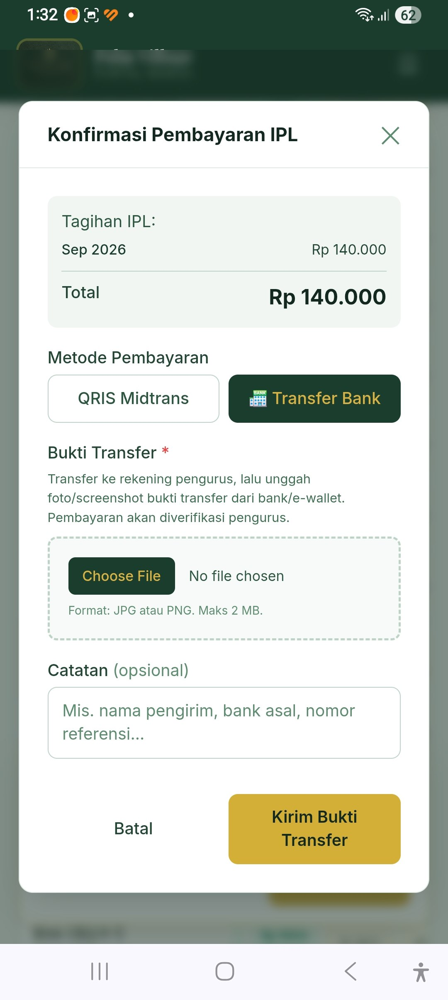 1:32
62
Konfirmasi Pembayaran IPL
Tagihan IPL:
Sep 2026 Rp 140.000
Total Rp 140.000
Metode Pembayaran
QRIS Midtrans
BANK Transfer Bank
Bukti Transfer *
Transfer ke rekening pengurus, lalu unggah
foto/screenshot bukti transfer dari bank/e-wallet.
Pembayaran akan diverifikasi pengurus.
Choose File No file chosen
Format: JPG atau PNG. Maks 2 MB.
Catatan (opsional)
Mis. nama pengirim, bank asal, nomor
referensi...
Batal
Kirim Bukti
Transfer